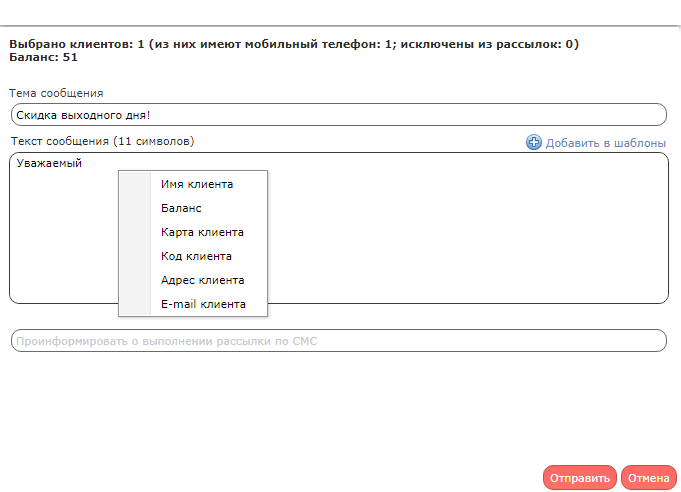 Выбрано клиентов: 1 (из них имеют мобильный телефон: 1; исключены из рассылок: 0)
Баланс: 51
Тема сообщения
Скидка выходного дня!
Текст сообщения (11 символов)
Добавить в шаблоны
Уважаемый
Имя клиента
Баланс
Карта клиента
Код клиента
Адрес клиента
E-mail клиента
Проинформировать о выполнении рассылки по СМС
Отправить
Отмена